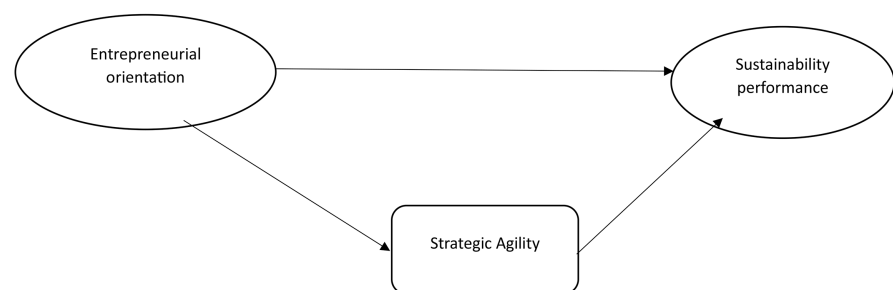 Entrepreneurial
orientation
Sustainability
performance
Strategic Agility